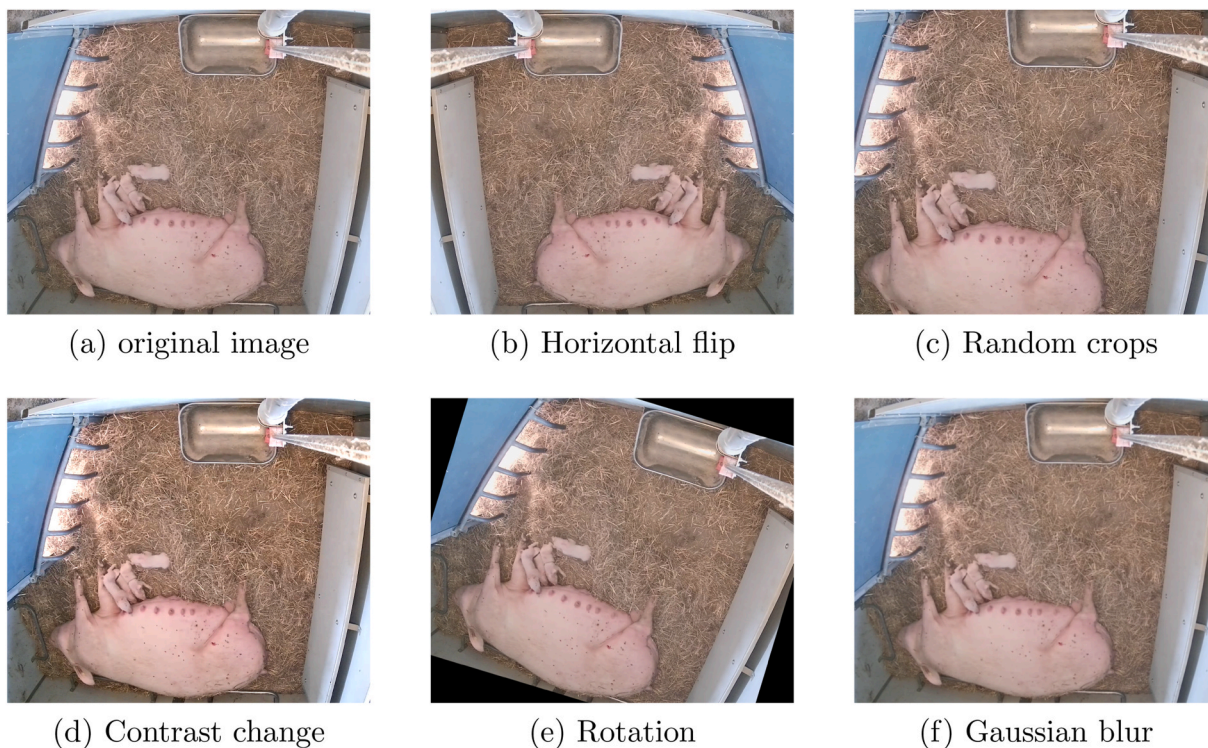 (a) original image
(b) Horizontal flip
(c) Random crops
(d) Contrast change
(e) Rotation
(f) Gaussian blur